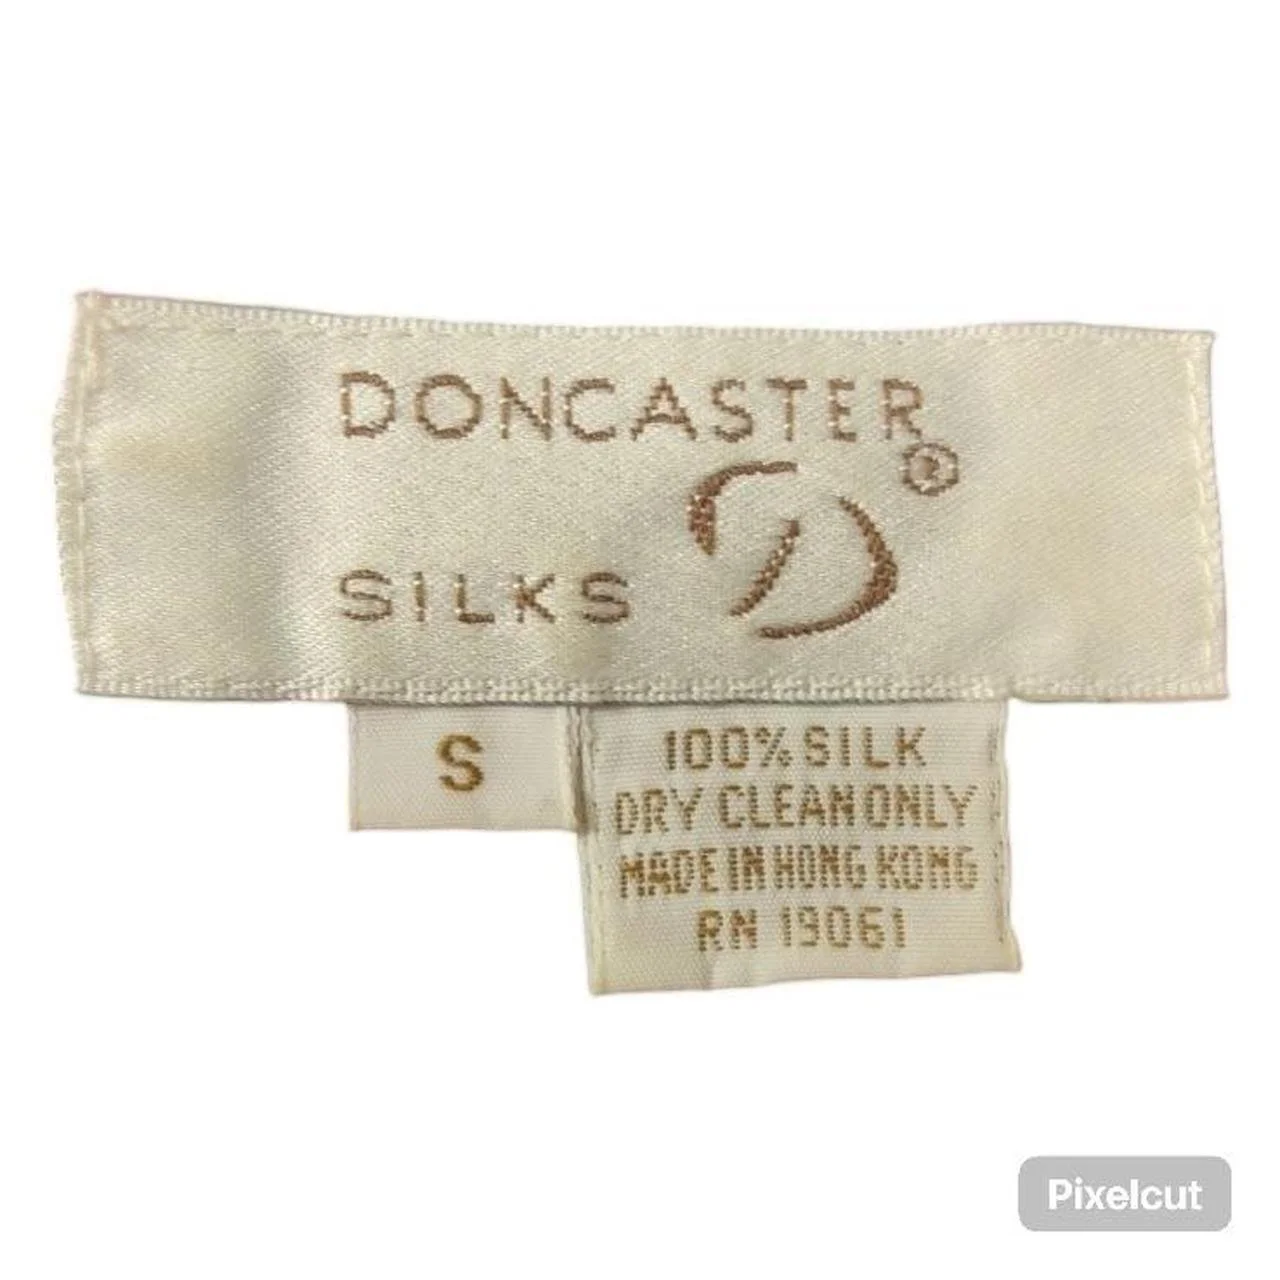 DONCASTER
®
D
SILKS
S
100% SILK
DRY CLEAN ONLY
MADE IN HONG KONG
RN 19061
Pixelcut